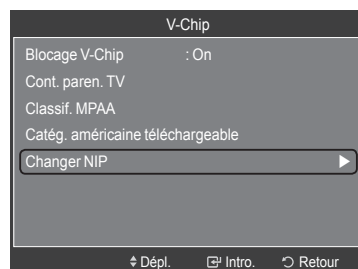 V-Chip
Blocage V-Chip : On
Cont. paren. TV
Classif. MPAA
Catég. américaine téléchargeable
Changer NIP
Dépl. Intro. Retour